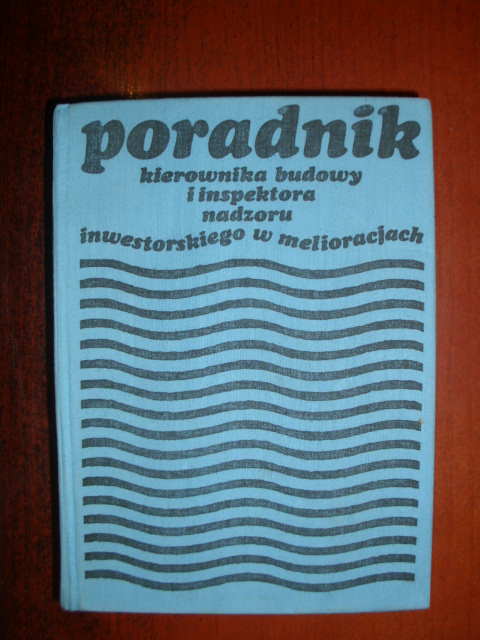 poradnik
kierownika budowy
i inspektora
nadzoru
inwestorskiego w melioracjach